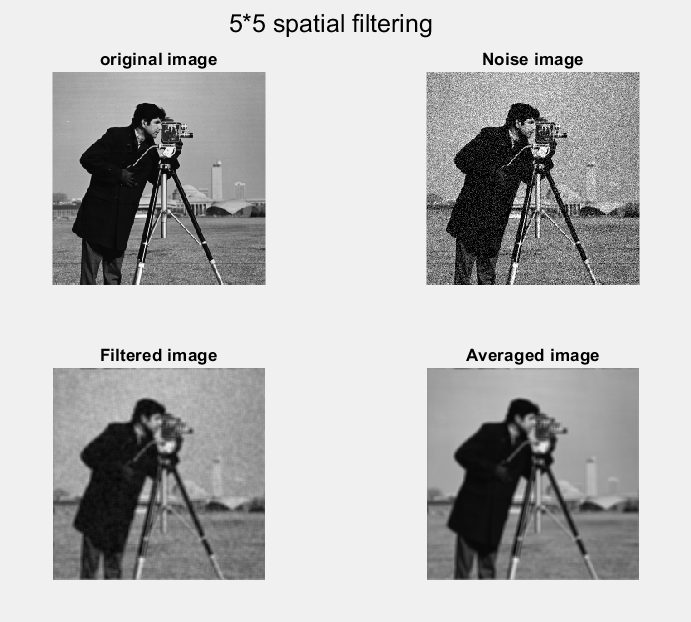 5*5 spatial filtering
original image
Noise image
Filtered image
Averaged image